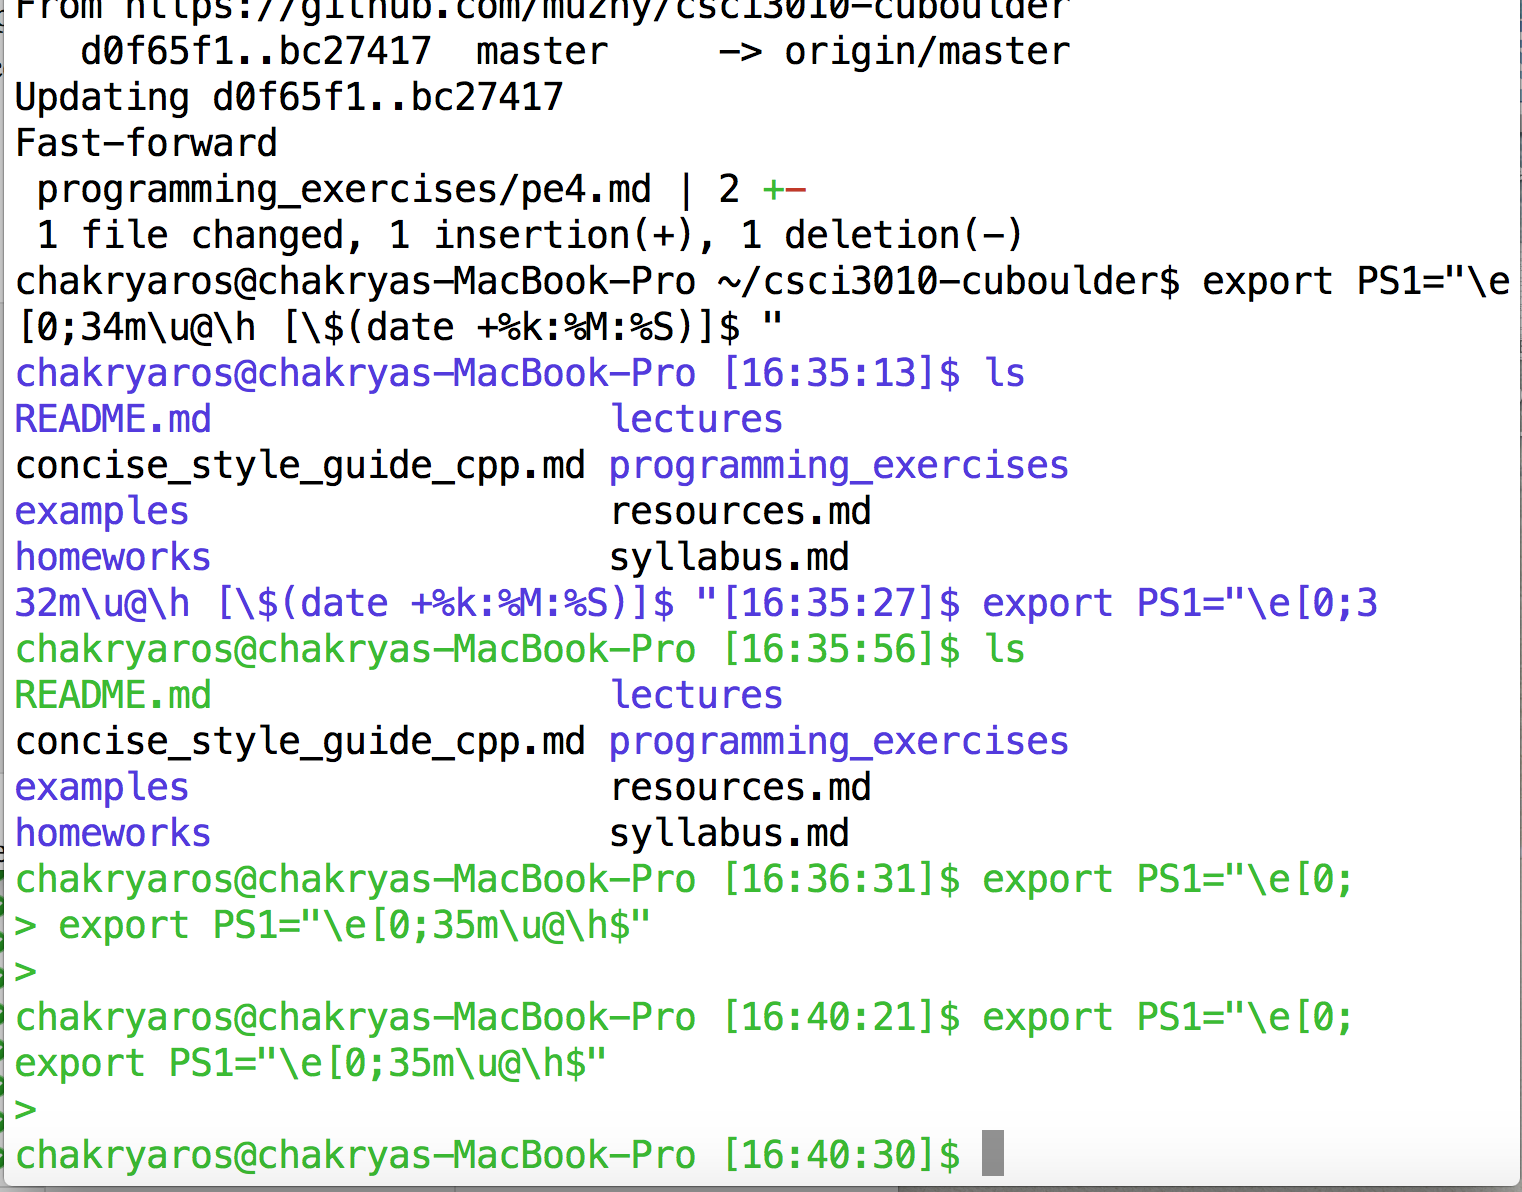 From https://github.com/muzny/csci3010-cuboulder
   d0f65f1..bc27417  master     -> origin/master
Updating d0f65f1..bc27417
Fast-forward
 programming_exercises/pe4.md | 2 +-
 1 file changed, 1 insertion(+), 1 deletion(-)
chakryaros@chakryas-MacBook-Pro ~/csci3010-cuboulder$ export PS1="\e
[0;34m\u@\h [\$(date +%k:%M:%S)]$ "
chakryaros@chakryas-MacBook-Pro [16:35:13]$ ls
README.md                  lectures
concise_style_guide_cpp.md programming_exercises
examples                   resources.md
homeworks                  syllabus.md
32m\u@\h [\$(date +%k:%M:%S)]$ "[16:35:27]$ export PS1="\e[0;3
chakryaros@chakryas-MacBook-Pro [16:35:56]$ ls
README.md                  lectures
concise_style_guide_cpp.md programming_exercises
examples                   resources.md
homeworks                  syllabus.md
chakryaros@chakryas-MacBook-Pro [16:36:31]$ export PS1="\e[0;
> export PS1="\e[0;35m\u@\h$"
>
chakryaros@chakryas-MacBook-Pro [16:40:21]$ export PS1="\e[0;
export PS1="\e[0;35m\u@\h$"
>
chakryaros@chakryas-MacBook-Pro [16:40:30]$